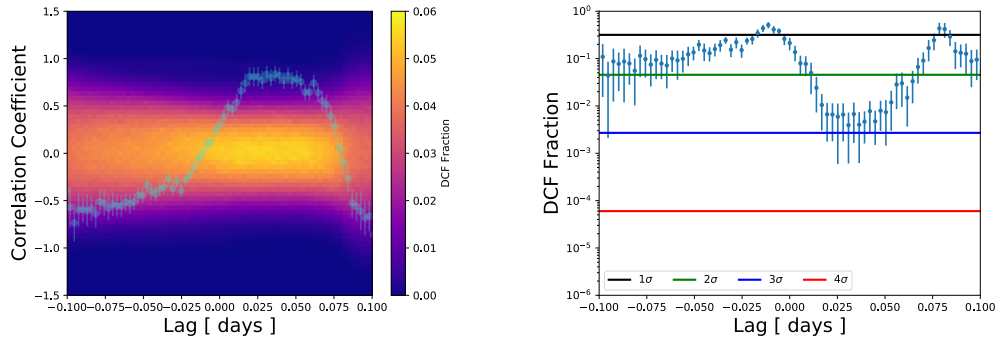 1.5
1.0
0.5
0.0
−0.5
−1.0
−1.5
Correlation Coefficient
−0.100 −0.075 −0.050 −0.025 0.000 0.025 0.050 0.075 0.100
Lag [ days ]
0.06
0.05
0.04
0.03
0.02
0.01
0.00
DCF Fraction
10^0
10^−1
10^−2
10^−3
10^−4
10^−5
10^−6
DCF Fraction
1σ 2σ 3σ 4σ
−0.100 −0.075 −0.050 −0.025 0.000 0.025 0.050 0.075 0.100
Lag [ days ]